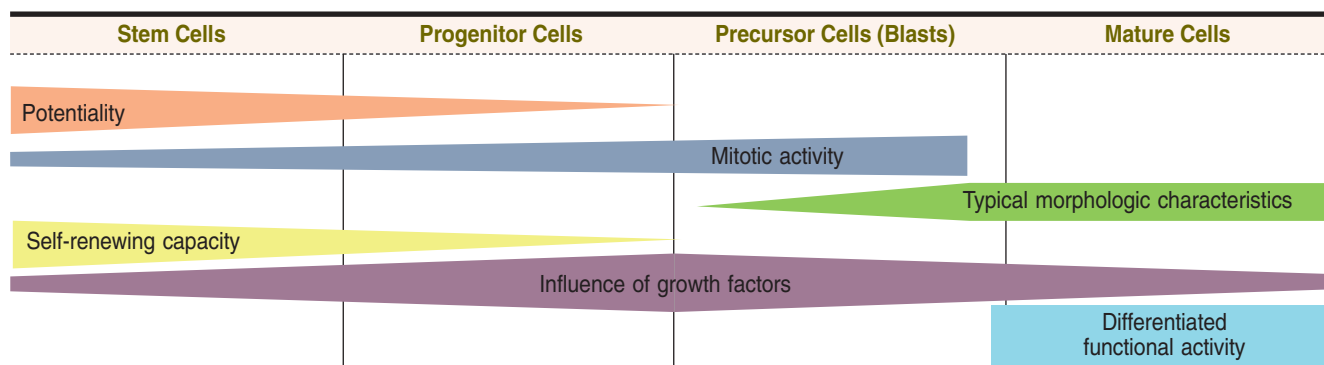 Stem Cells Progenitor Cells Precursor Cells (Blasts) Mature Cells
Potentiality
Mitotic activity
Typical morphologic characteristics
Self-renewing capacity
Influence of growth factors
Differentiated
functional activity